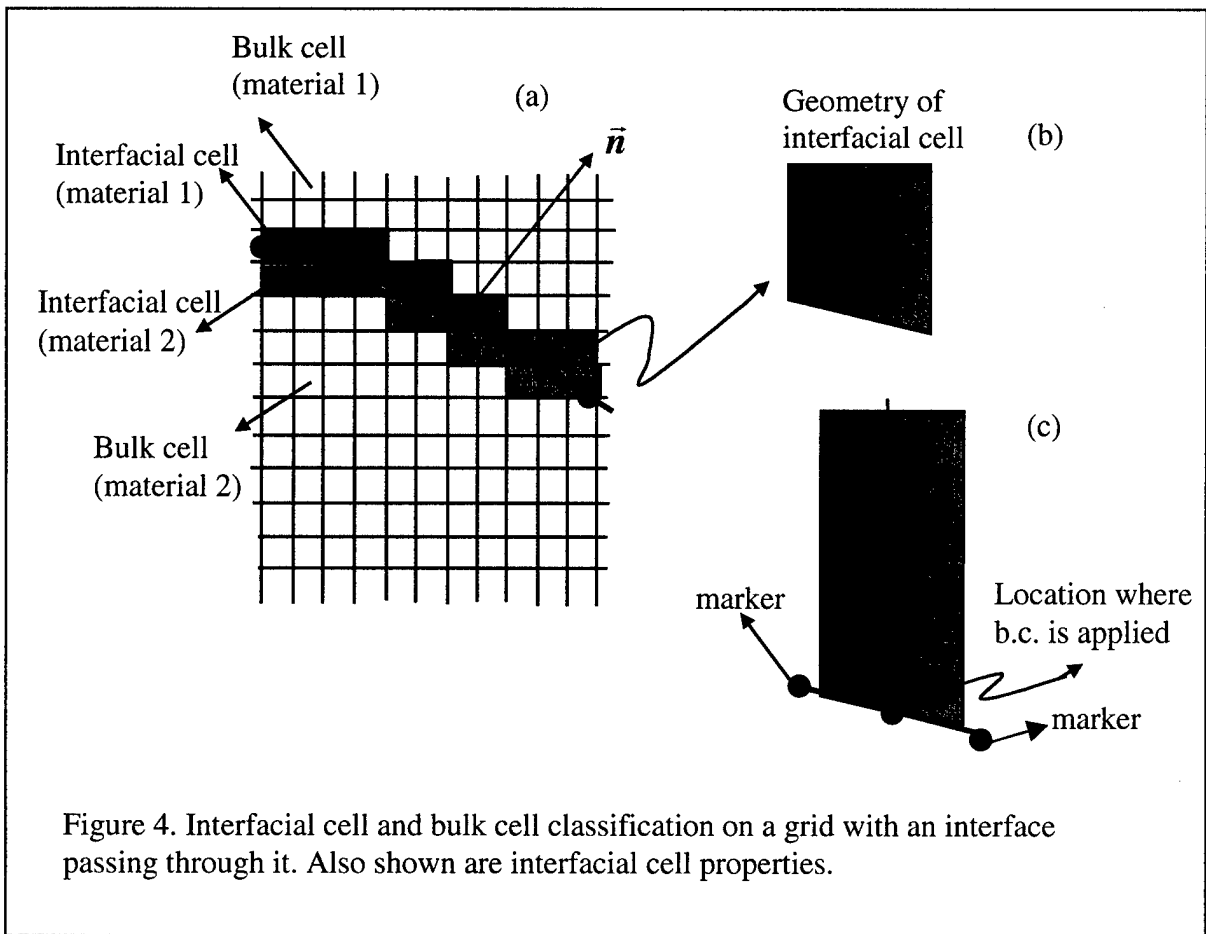 Bulk cell
(material 1)
(a)
Interfacial cell
(material 1)
n⃗
Interfacial cell
(material 2)
Bulk cell
(material 2)
Geometry of
interfacial cell
(b)
(c)
marker
Location where
b.c. is applied
marker
Figure 4. Interfacial cell and bulk cell classification on a grid with an interface
passing through it. Also shown are interfacial cell properties.